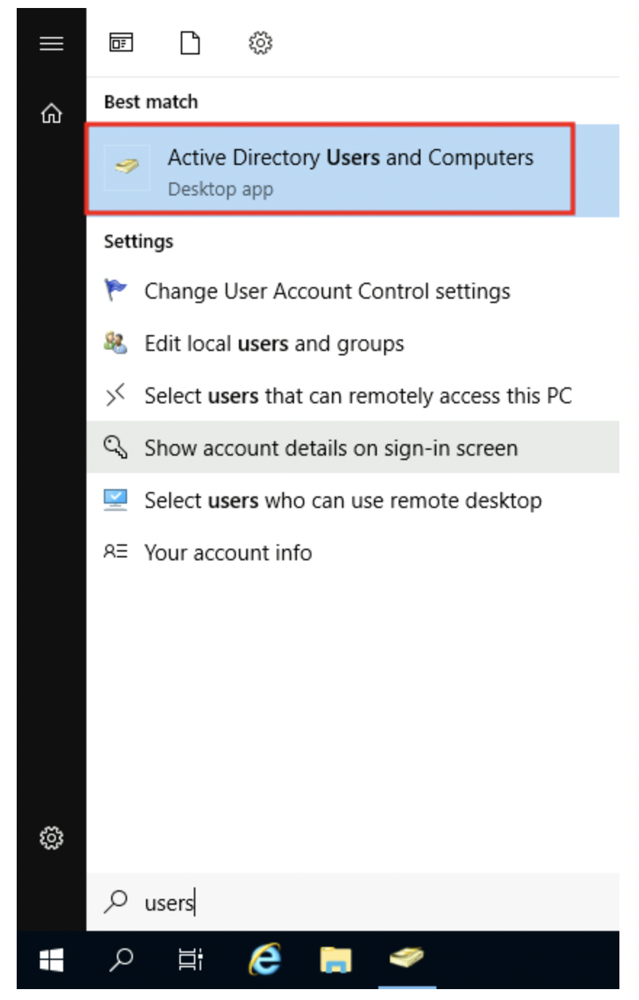 Best match
Active Directory Users and Computers
Desktop app
Settings
Change User Account Control settings
Edit local users and groups
Select users that can remotely access this PC
Show account details on sign-in screen
Select users who can use remote desktop
Your account info
users